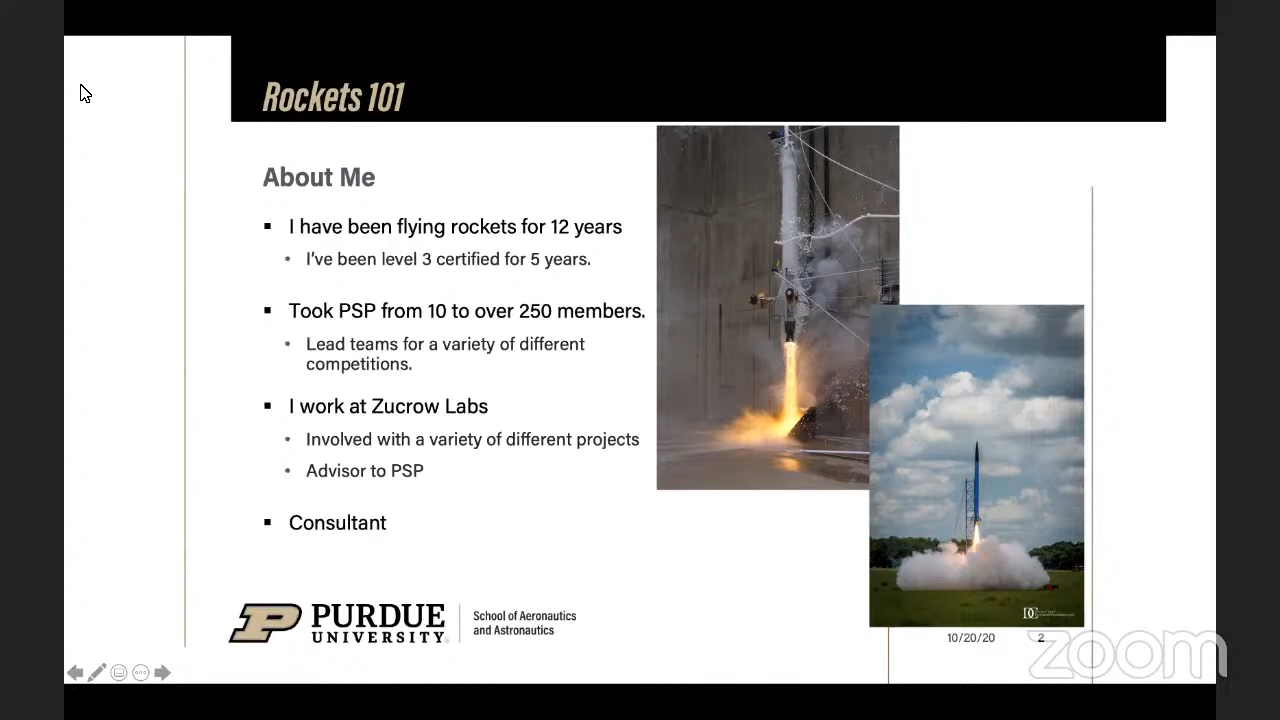 Rockets 101
About Me
▪ I have been flying rockets for 12 years
• I've been level 3 certified for 5 years.
▪ Took PSP from 10 to over 250 members.
• Lead teams for a variety of different
competitions.
▪ I work at Zucrow Labs
• Involved with a variety of different projects
• Advisor to PSP
▪ Consultant
P PURDUE
UNIVERSITY®
School of Aeronautics
and Astronautics
DC
10/20/20 2
zoom